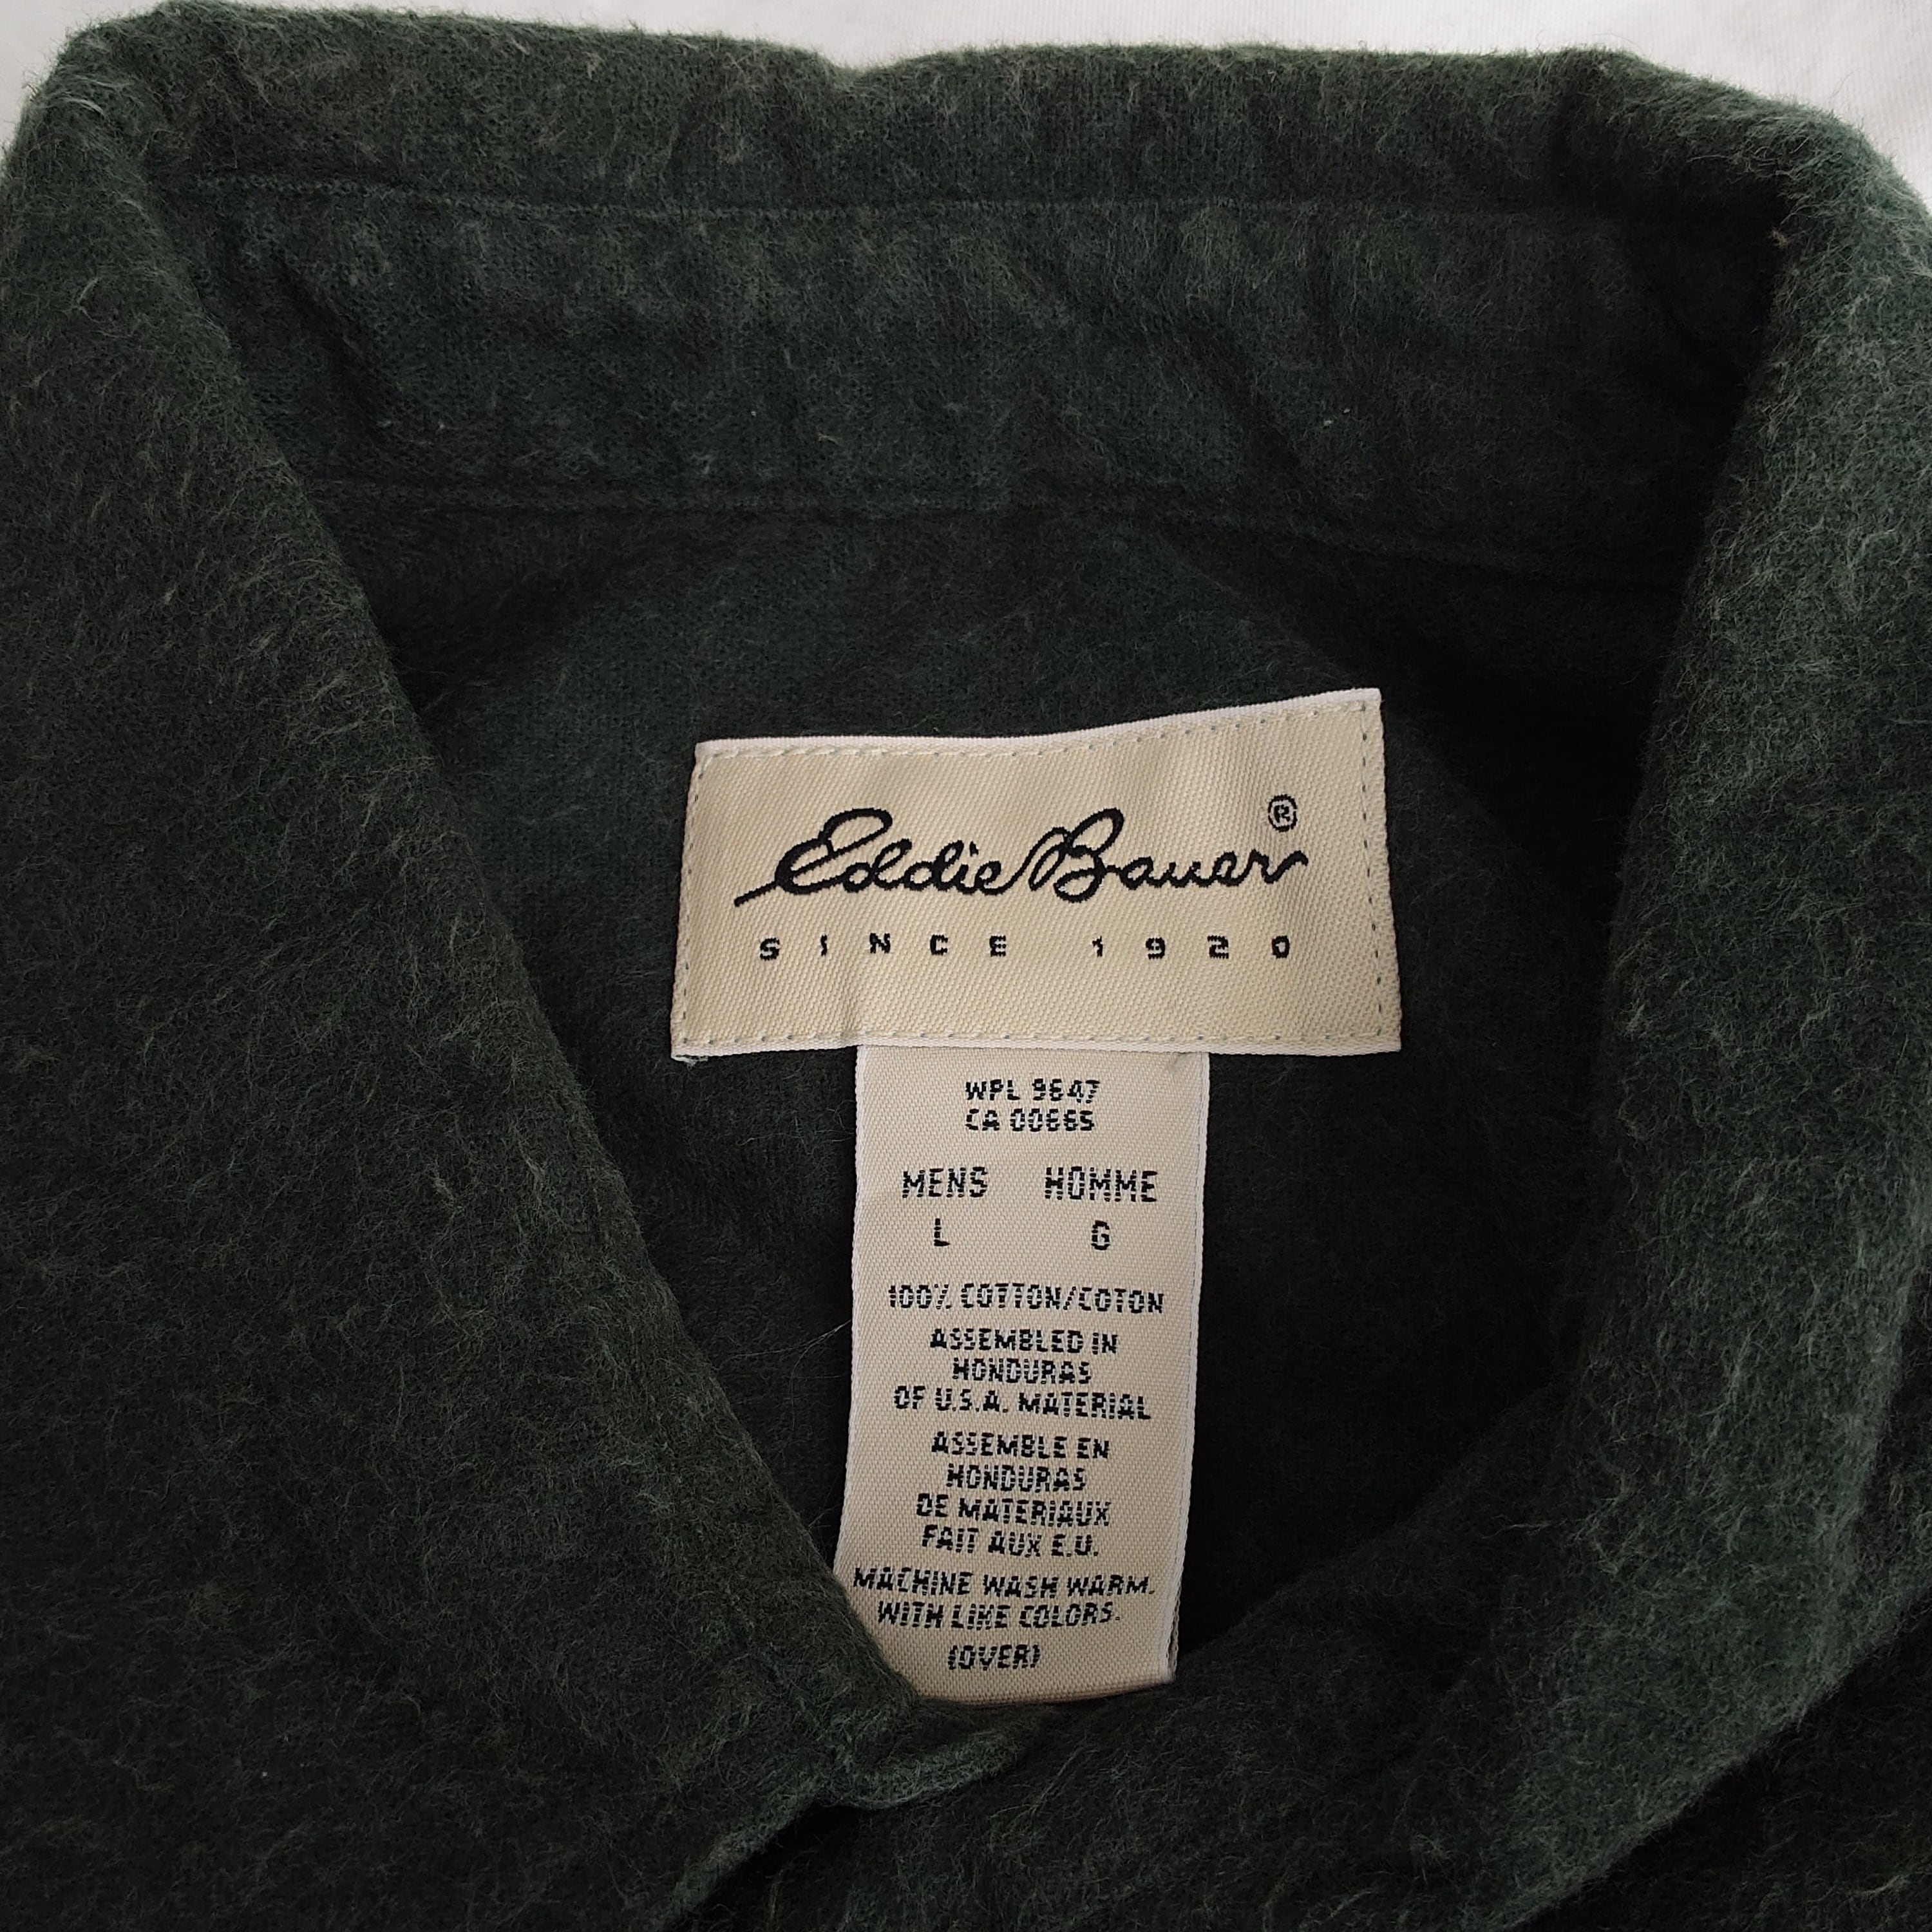 Eddie Bauer ®
SINCE 1920
WPL 9647
CA 00665
MENS HOMME
L G
100% COTTON/COTON
ASSEMBLED IN
HONDURAS
OF U.S.A. MATERIAL
ASSEMBLE EN
HONDURAS
DE MATERIAUX
FAIT AUX E.U.
MACHINE WASH WARM.
WITH LIKE COLORS.
(OVER)